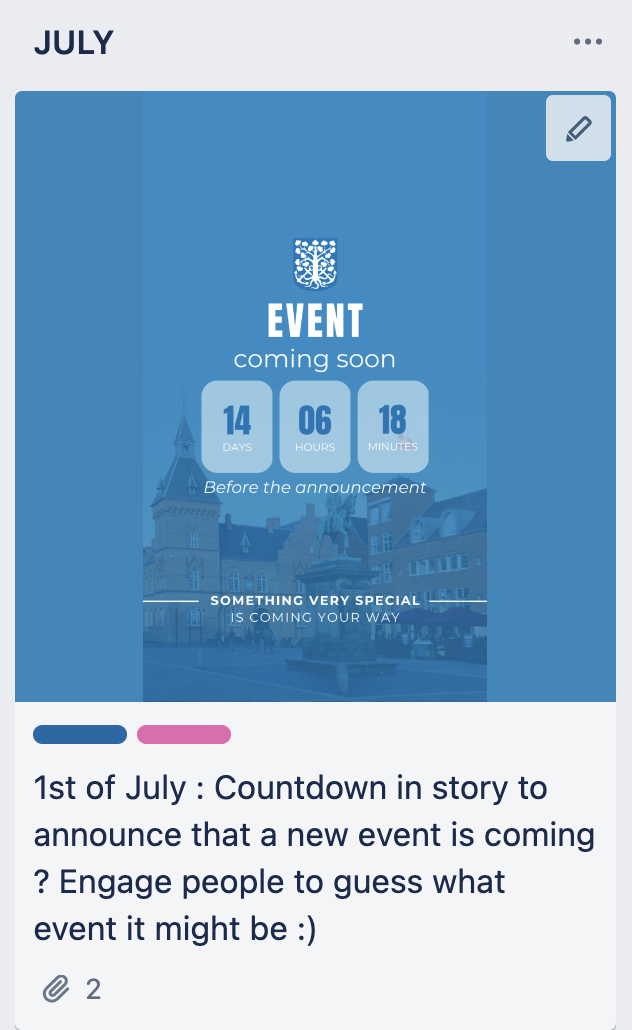 JULY
EVENT
coming soon
14 06 18
DAYS HOURS MINUTES
Before the announcement
SOMETHING VERY SPECIAL
IS COMING YOUR WAY
1st of July : Countdown in story to
announce that a new event is coming
? Engage people to guess what
event it might be :)
2